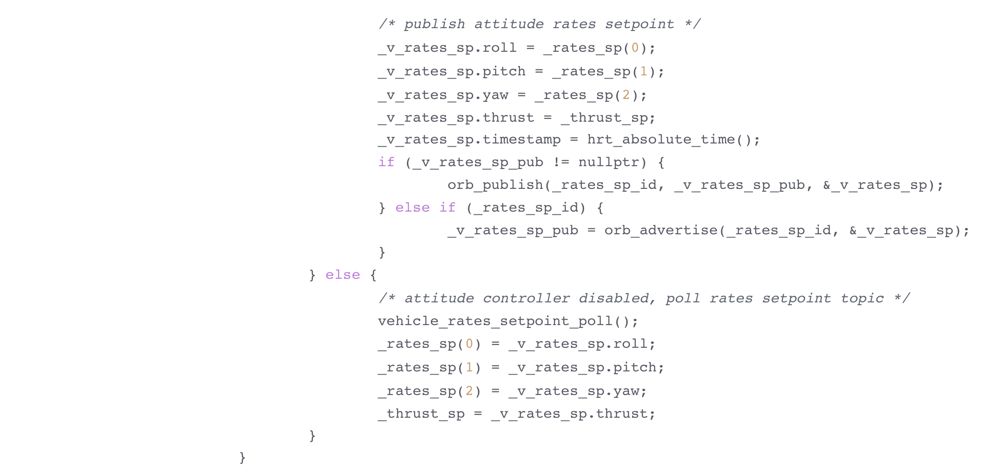 /* publish attitude rates setpoint */
_v_rates_sp.roll = _rates_sp(0);
_v_rates_sp.pitch = _rates_sp(1);
_v_rates_sp.yaw = _rates_sp(2);
_v_rates_sp.thrust = _thrust_sp;
_v_rates_sp.timestamp = hrt_absolute_time();
if (_v_rates_sp_pub != nullptr) {
orb_publish(_rates_sp_id, _v_rates_sp_pub, &_v_rates_sp);
} else if (_rates_sp_id) {
_v_rates_sp_pub = orb_advertise(_rates_sp_id, &_v_rates_sp);
}
} else {
/* attitude controller disabled, poll rates setpoint topic */
vehicle_rates_setpoint_poll();
_rates_sp(0) = _v_rates_sp.roll;
_rates_sp(1) = _v_rates_sp.pitch;
_rates_sp(2) = _v_rates_sp.yaw;
_thrust_sp = _v_rates_sp.thrust;
}
}